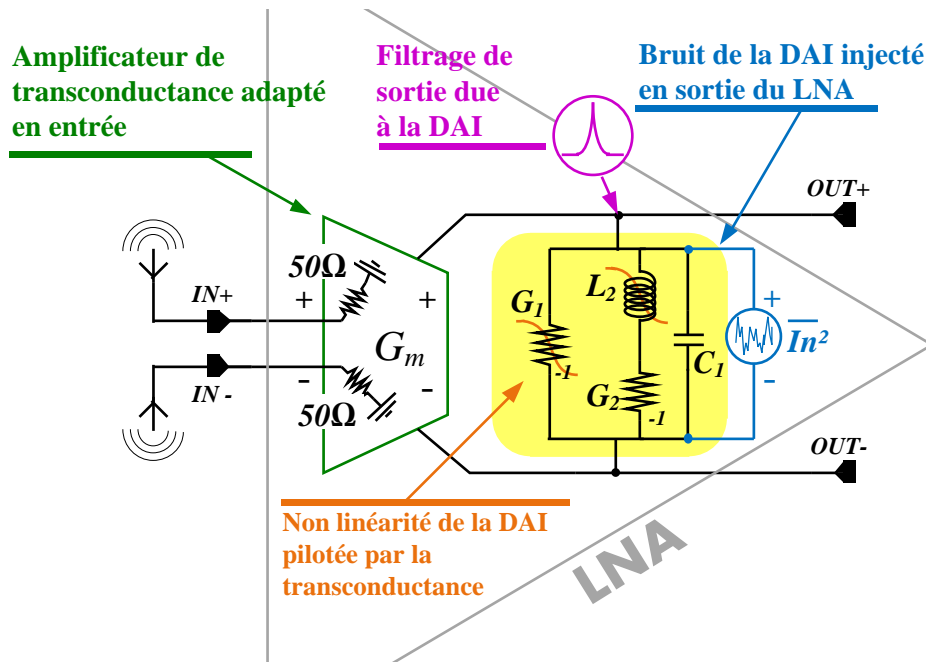 Amplificateur de
transconductance adapté
en entrée
Filtrage de
sortie due
à la DAI
Bruit de la DAI injecté
en sortie du LNA
OUT+
50Ω
IN+
+
+
G1
L2
+
In²
Gm
-1
C1
-
IN -
-
-
G2
-1
50Ω
OUT-
Non linéarité de la DAI
pilotée par la
transconductance
LNA